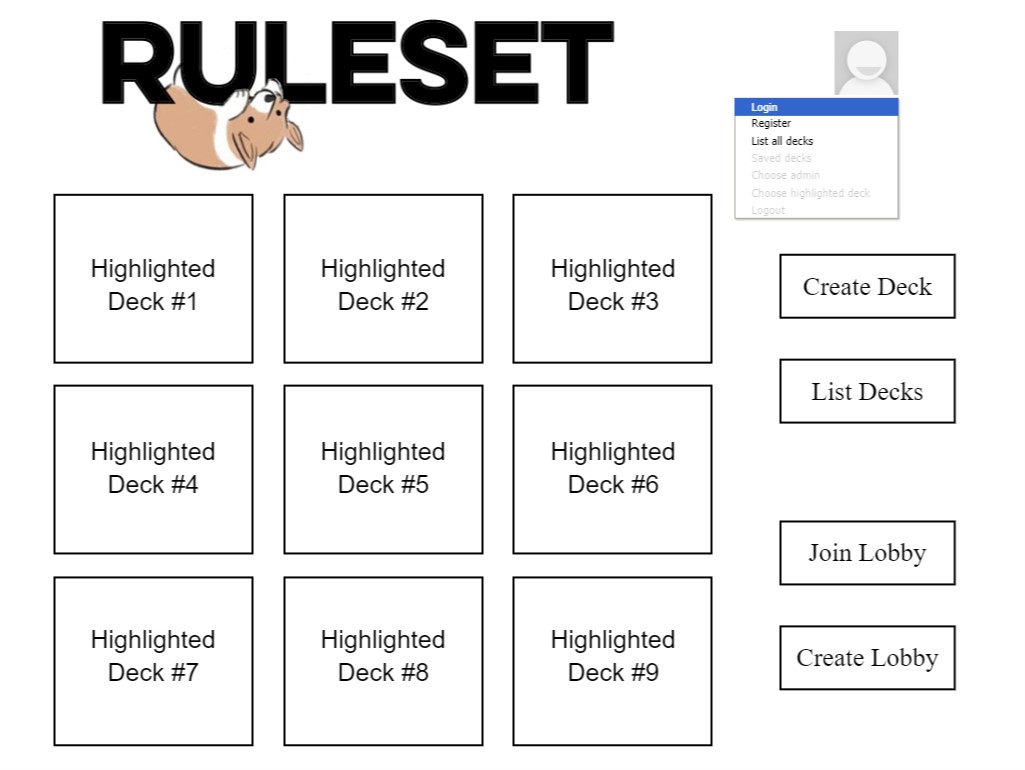 RULESET
Login
Register
List all decks
Saved decks
Choose admin
Choose highlighted deck
Logout
Highlighted
Deck #1
Highlighted
Deck #2
Highlighted
Deck #3
Highlighted
Deck #4
Highlighted
Deck #5
Highlighted
Deck #6
Highlighted
Deck #7
Highlighted
Deck #8
Highlighted
Deck #9
Create Deck
List Decks
Join Lobby
Create Lobby